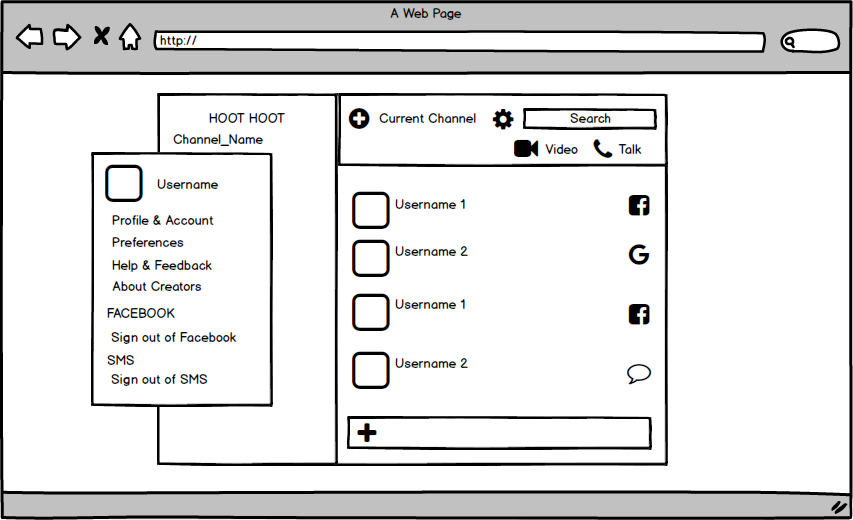 A Web Page
http://
HOOT HOOT
Channel_Name
Username
Profile & Account
Preferences
Help & Feedback
About Creators
FACEBOOK
Sign out of Facebook
SMS
Sign out of SMS
Current Channel
Search
Video
Talk
Username 1
Username 2
Username 1
Username 2